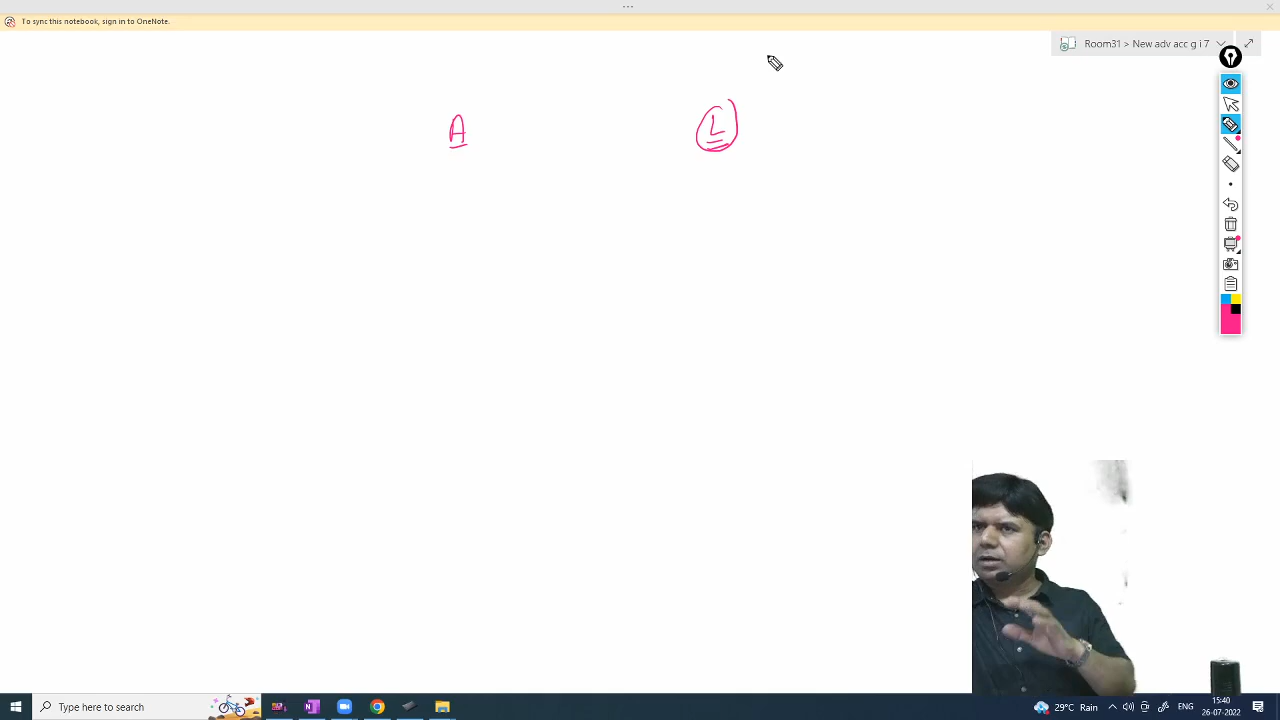 To sync this notebook, sign in to OneNote.
Room31 > New adv acc g i 7
A L
Type here to search
29°C Rain
ENG
15:40
26-07-2022